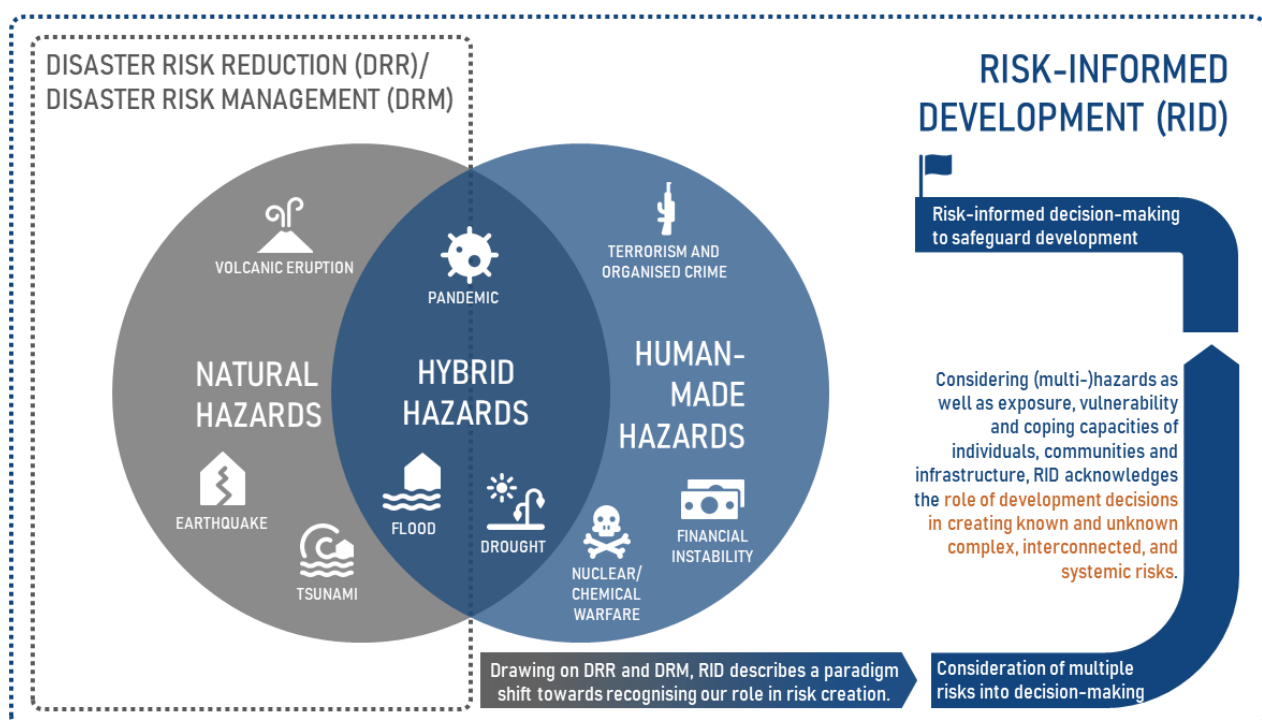 DISASTER RISK REDUCTION (DRR)/
DISASTER RISK MANAGEMENT (DRM)
RISK-INFORMED
DEVELOPMENT (RID)
VOLCANIC ERUPTION
PANDEMIC
TERRORISM AND
ORGANISED CRIME
NATURAL
HAZARDS
HYBRID
HAZARDS
HUMAN-
MADE
HAZARDS
EARTHQUAKE
TSUNAMI
FLOOD
DROUGHT
NUCLEAR/
CHEMICAL
WARFARE
FINANCIAL
INSTABILITY
Drawing on DRR and DRM, RID describes a paradigm
shift towards recognising our role in risk creation.
Consideration of multiple
risks into decision-making
Considering (multi-)hazards as
well as exposure, vulnerability
and coping capacities of
individuals, communities and
infrastructure, RID acknowledges
the role of development decisions
in creating known and unknown
complex, interconnected, and
systemic risks.
Risk-informed decision-making
to safeguard development